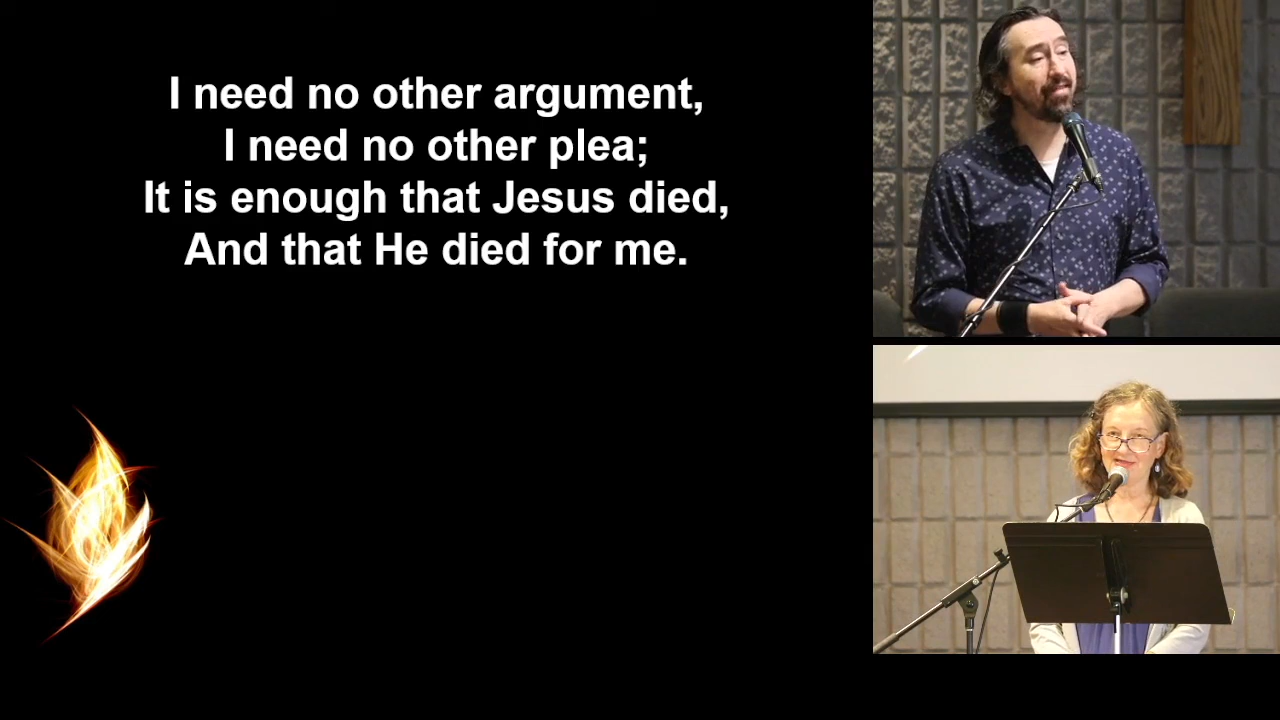 I need no other argument,
I need no other plea;
It is enough that Jesus died,
And that He died for me.